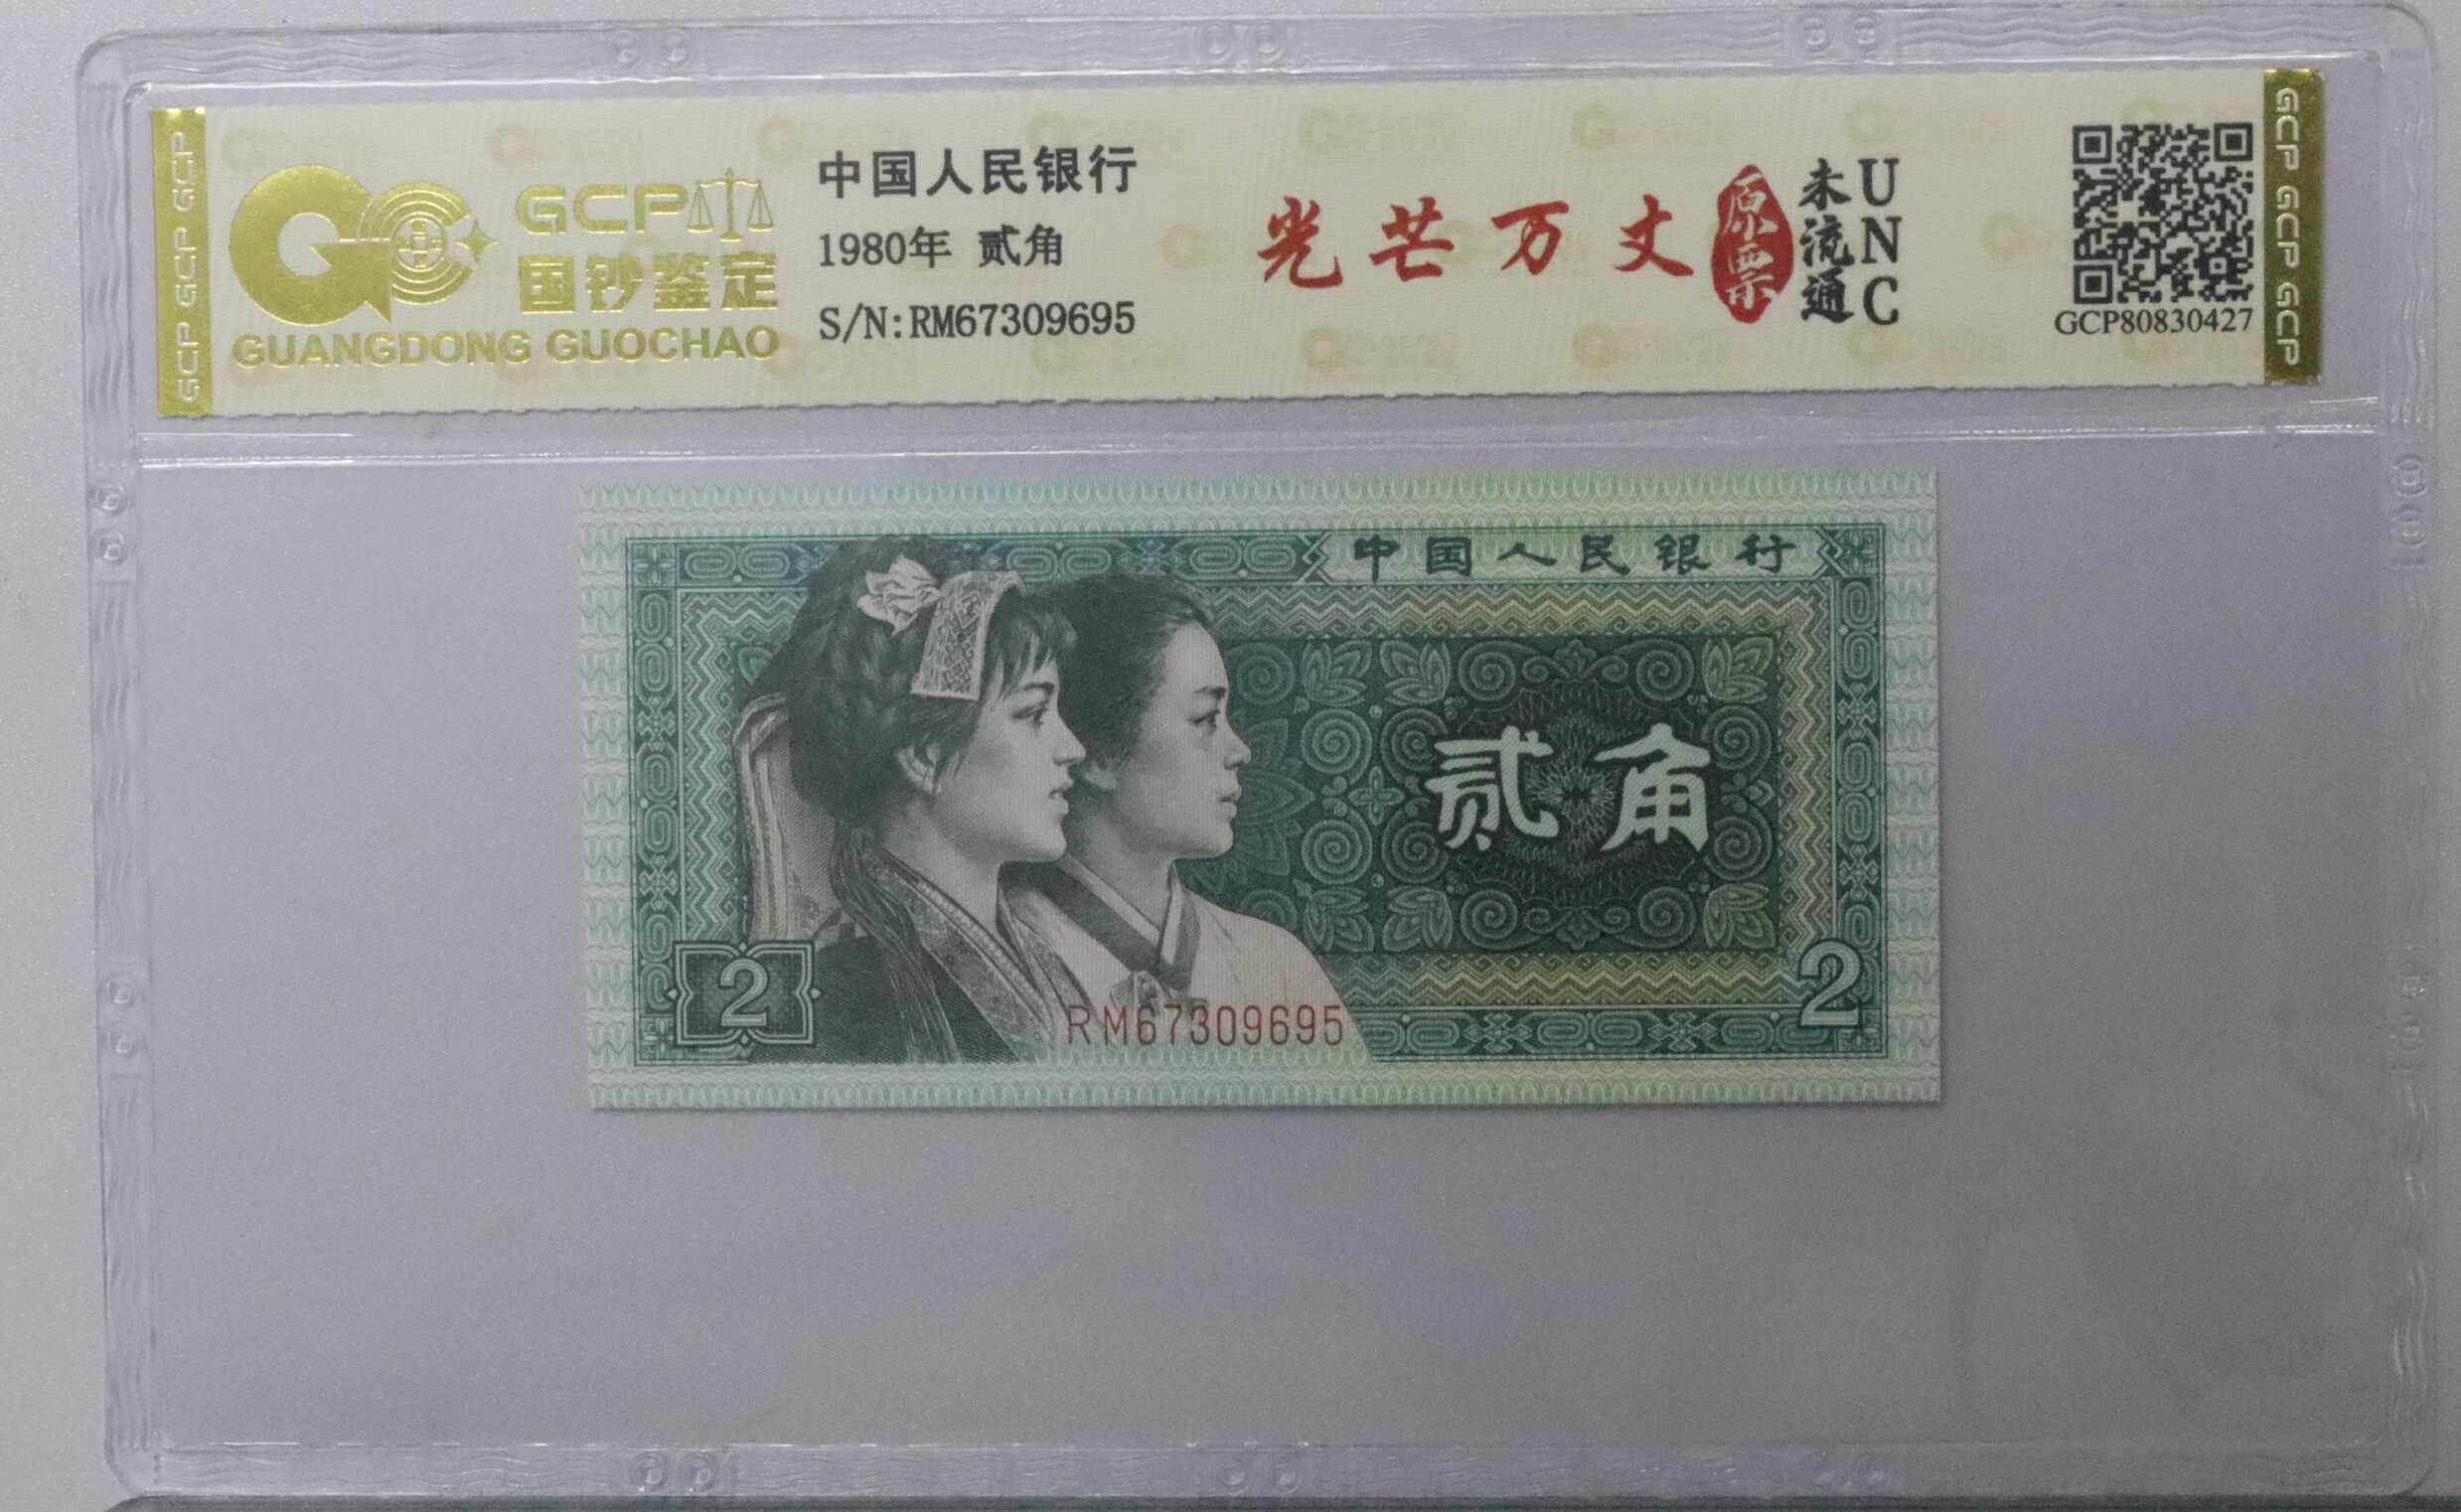 GCP GCP GCP
GCP
国钞鉴定
GUANGDONG GUOCHAO
中国人民银行
1980年 贰角
S/N:RM67309695
光芒万丈
原票
未流通
UNC
GCP80830427
GCP GCP GCP
中国人民银行
贰角
2
RM67309695
2